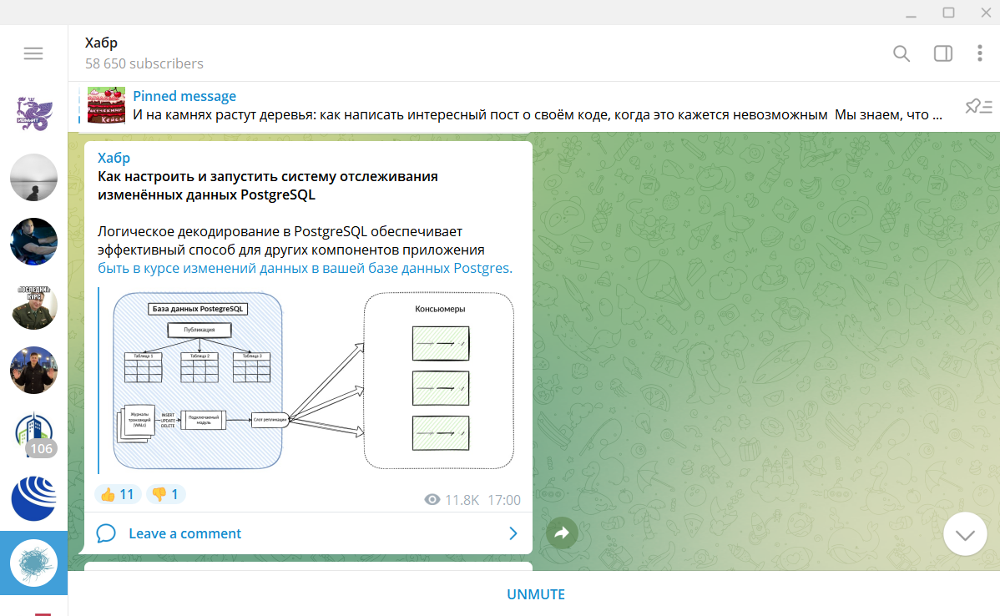 Хабр
58 650 subscribers
Pinned message
И на камнях растут деревья: как написать интересный пост о своём коде, когда это кажется невозможным Мы знаем, что ...
Хабр
Как настроить и запустить систему отслеживания
изменённых данных PostgreSQL
Логическое декодирование в PostgreSQL обеспечивает
эффективный способ для других компонентов приложения
быть в курсе изменений данных в вашей базе данных Postgres.
База данных PostegreSQL
Публикация
Таблица 1 Таблица 2 Таблица 3
Журналы
транзакций
(WALs)
INSERT
UPDATE
DELETE
Подключаемый
модуль
Слот репликации
Консьюмеры
11 1
11.8K 17:00
Leave a comment
UNMUTE
ПОСЛЕДНИЙ
КУРС
106